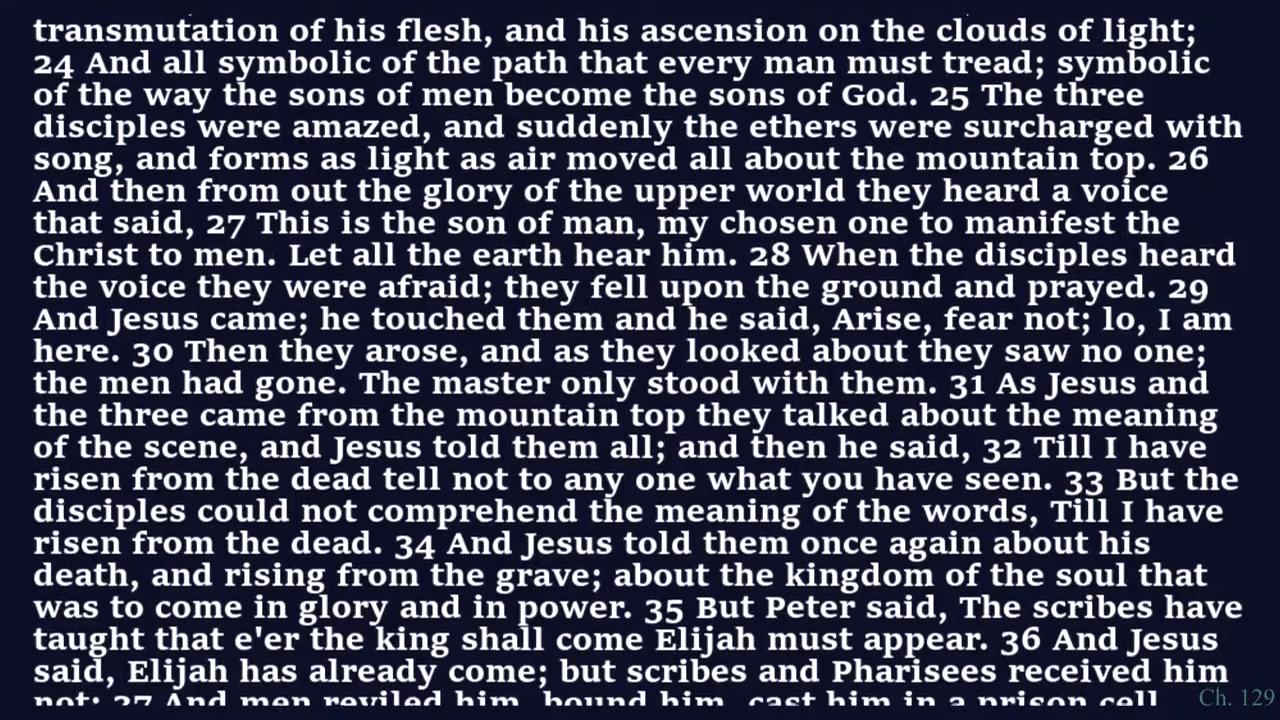 transmutation of his flesh, and his ascension on the clouds of light;
24 And all symbolic of the path that every man must tread; symbolic
of the way the sons of men become the sons of God. 25 The three
disciples were amazed, and suddenly the ethers were surcharged with
song, and forms as light as air moved all about the mountain top. 26
And then from out the glory of the upper world they heard a voice
that said, 27 This is the son of man, my chosen one to manifest the
Christ to men. Let all the earth hear him. 28 When the disciples heard
the voice they were afraid; they fell upon the ground and prayed. 29
And Jesus came; he touched them and he said, Arise, fear not; lo, I am
here. 30 Then they arose, and as they looked about they saw no one;
the men had gone. The master only stood with them. 31 As Jesus and
the three came from the mountain top they talked about the meaning
of the scene, and Jesus told them all; and then he said, 32 Till I have
risen from the dead tell not to any one what you have seen. 33 But the
disciples could not comprehend the meaning of the words, Till I have
risen from the dead. 34 And Jesus told them once again about his
death, and rising from the grave; about the kingdom of the soul that
was to come in glory and in power. 35 But Peter said, The scribes have
taught that e'er the king shall come Elijah must appear. 36 And Jesus
said, Elijah has already come; but scribes and Pharisees received him
not; 37 And men reviled him, bound him, cast him in a prison cell
Ch. 129